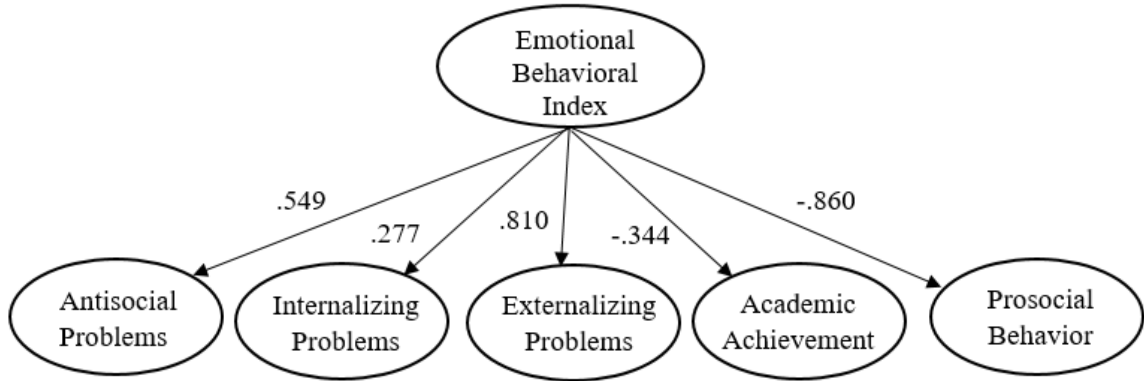 Emotional
Behavioral
Index
.549
.277
.810
-.344
-.860
Antisocial
Problems
Internalizing
Problems
Externalizing
Problems
Academic
Achievement
Prosocial
Behavior